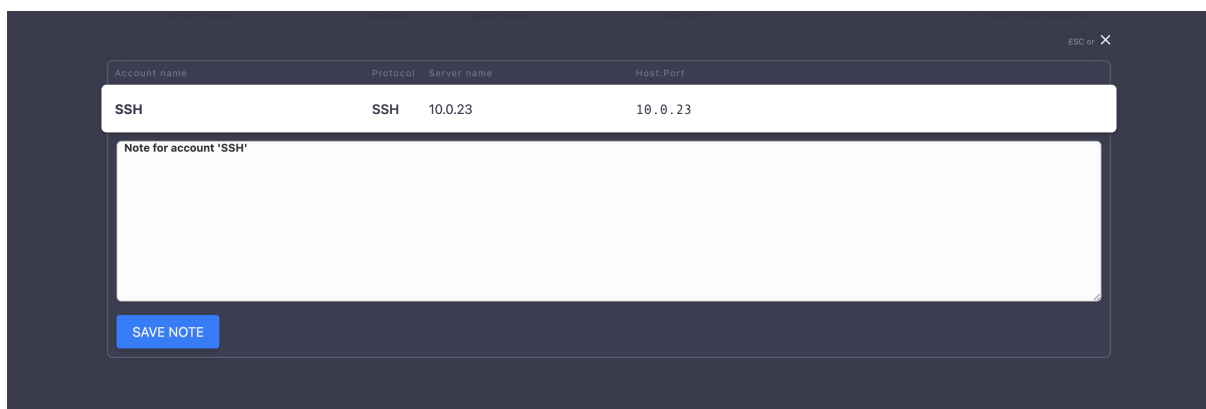 ESC or ✕
Account name Protocol Server name Host:Port
SSH SSH 10.0.23 10.0.23
Note for account 'SSH'
SAVE NOTE